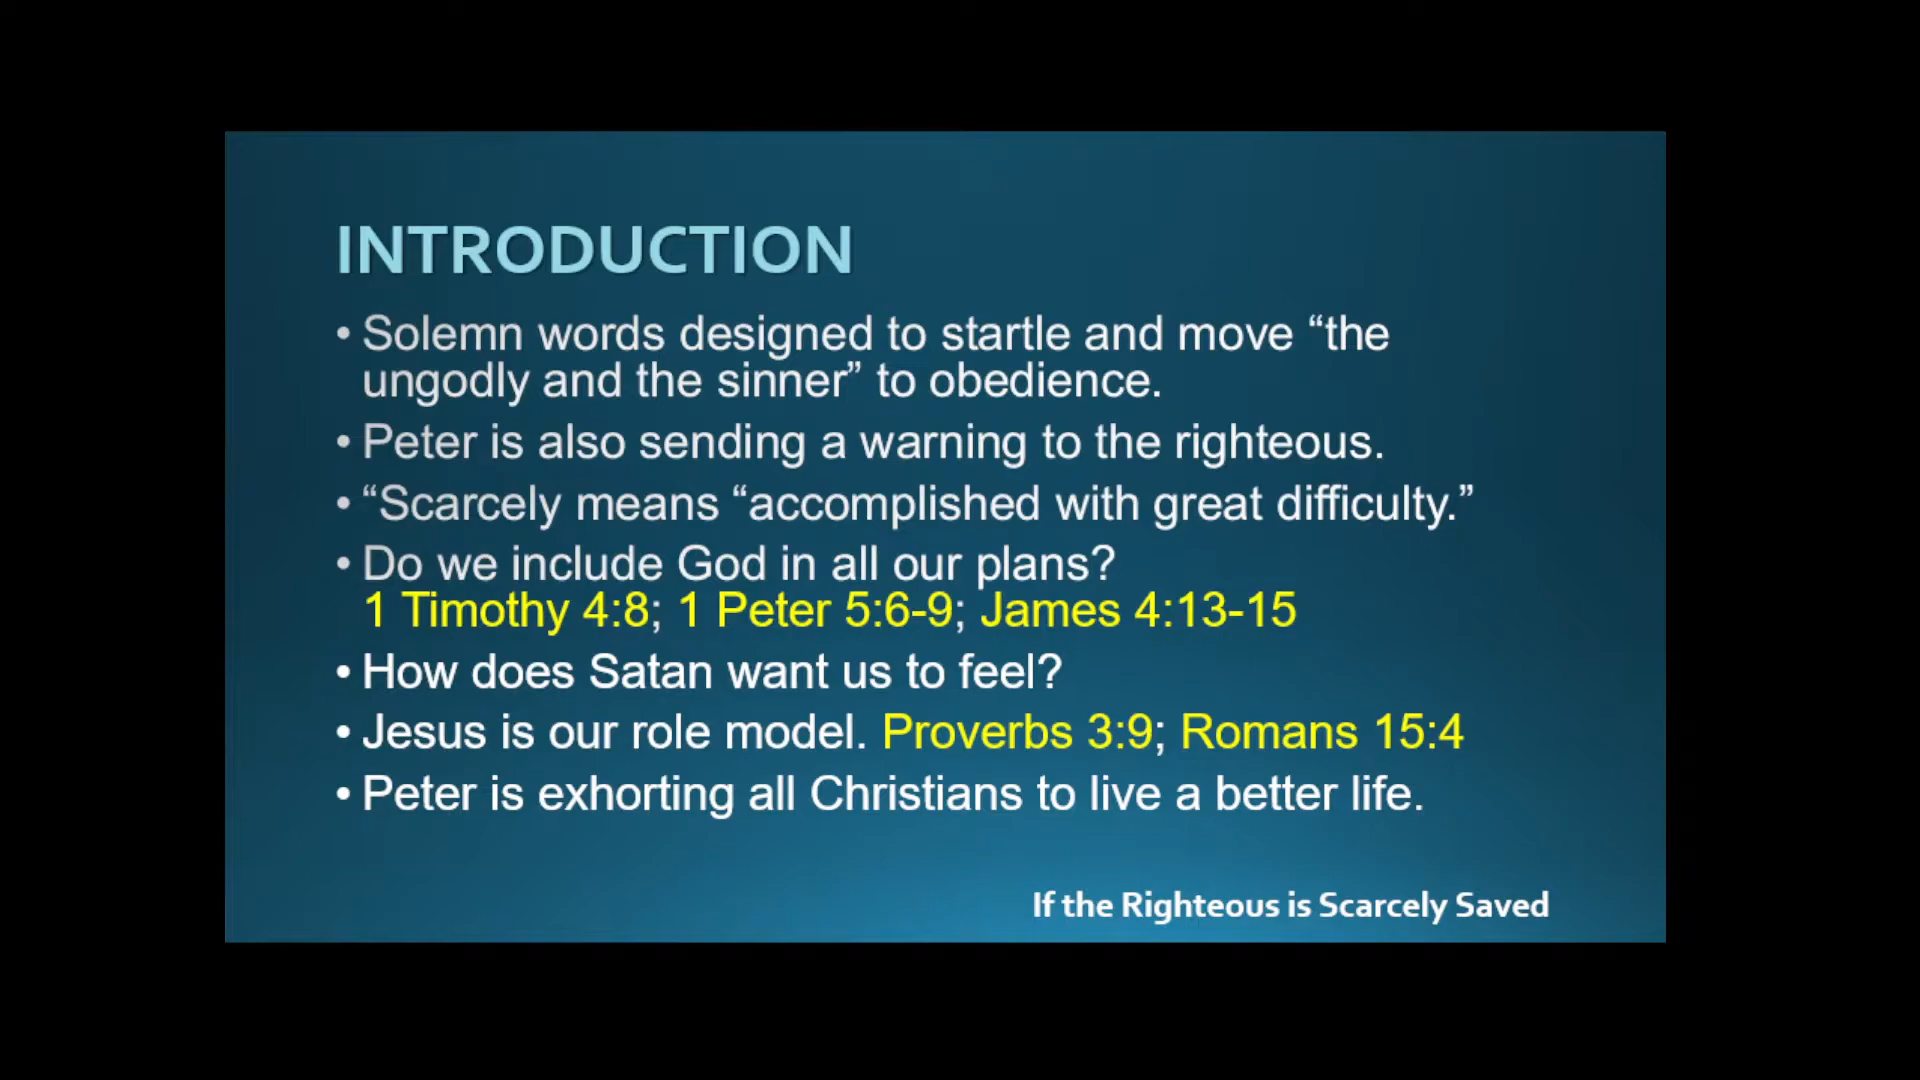 INTRODUCTION
• Solemn words designed to startle and move “the
ungodly and the sinner” to obedience.
• Peter is also sending a warning to the righteous.
• “Scarcely means “accomplished with great difficulty.”
• Do we include God in all our plans?
1 Timothy 4:8; 1 Peter 5:6-9; James 4:13-15
• How does Satan want us to feel?
• Jesus is our role model. Proverbs 3:9; Romans 15:4
• Peter is exhorting all Christians to live a better life.
If the Righteous is Scarcely Saved